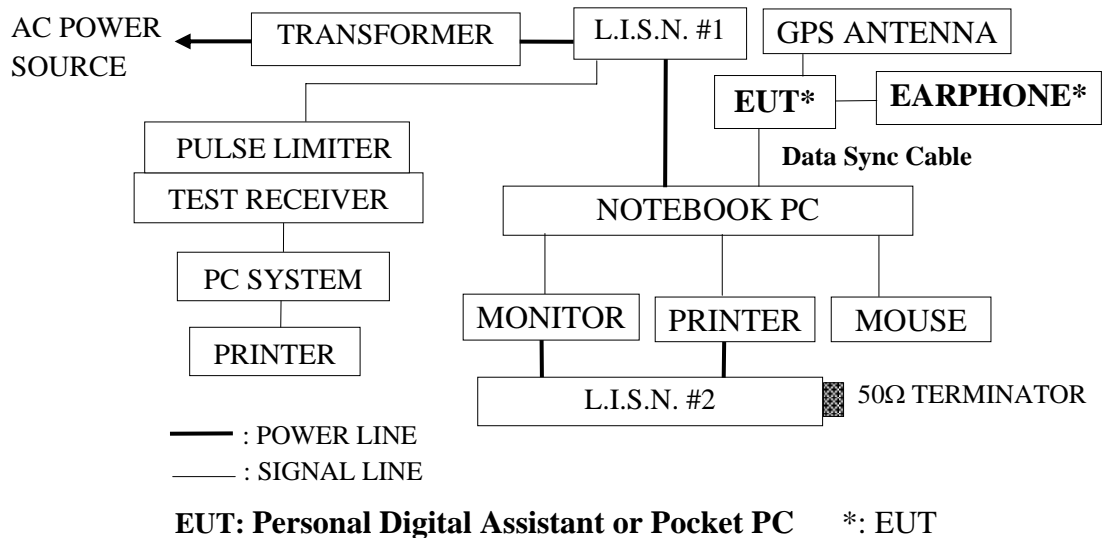 AC POWER
SOURCE
TRANSFORMER
L.I.S.N. #1
GPS ANTENNA
EUT*
EARPHONE*
Data Sync Cable
PULSE LIMITER
TEST RECEIVER
NOTEBOOK PC
PC SYSTEM
PRINTER
MONITOR
PRINTER
MOUSE
L.I.S.N. #2
50Ω TERMINATOR
: POWER LINE
: SIGNAL LINE
EUT: Personal Digital Assistant or Pocket PC *: EUT